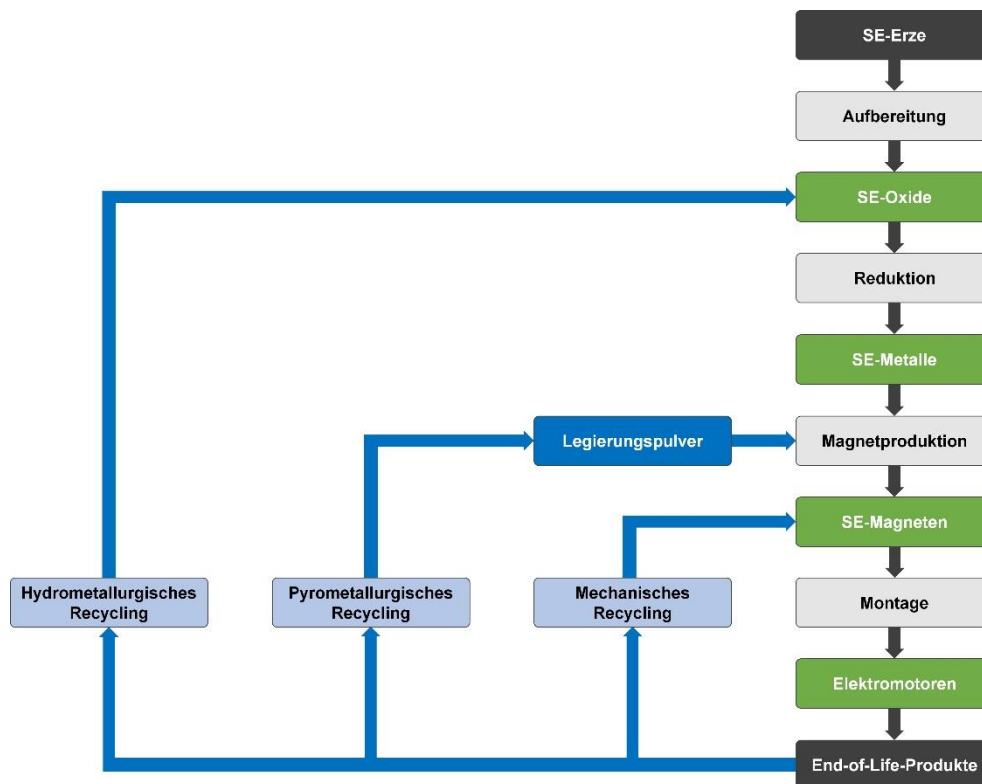 SE-Erze
Aufbereitung
SE-Oxide
Reduktion
SE-Metalle
Legierungspulver
Magnetproduktion
SE-Magneten
Hydrometallurgisches
Recycling
Pyrometallurgisches
Recycling
Mechanisches
Recycling
Montage
Elektromotoren
End-of-Life-Produkte